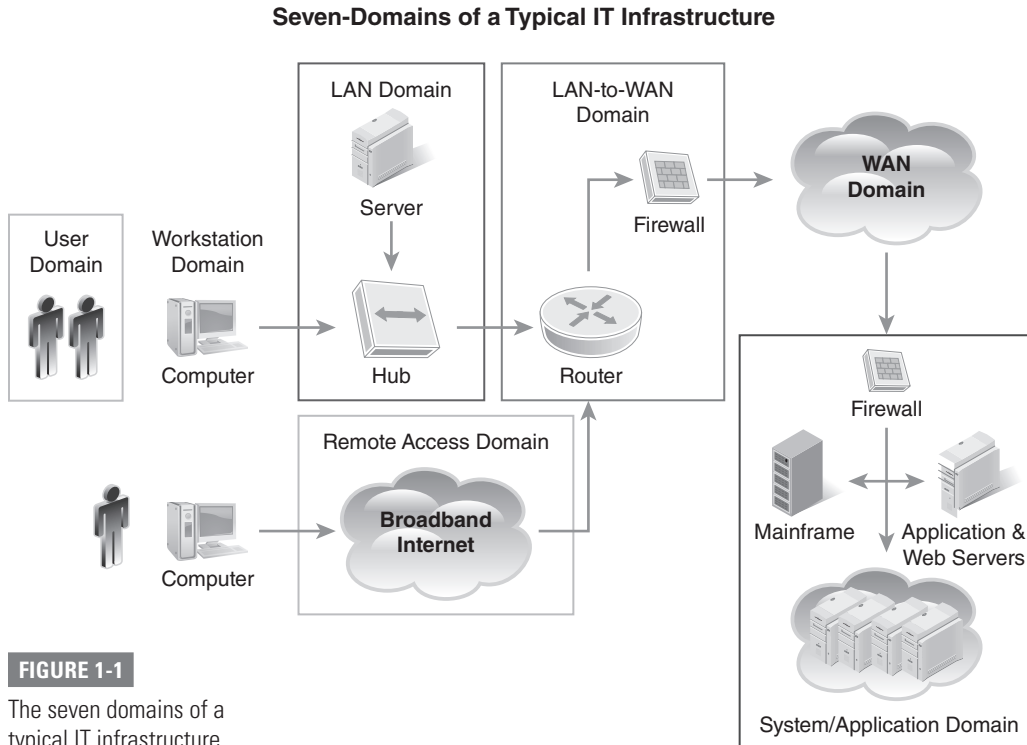 Seven-Domains of a Typical IT Infrastructure
LAN Domain
Server
Hub
LAN-to-WAN
Domain
Firewall
Router
WAN
Domain
User
Domain
Workstation
Domain
Computer
Remote Access Domain
Broadband
Internet
Computer
Firewall
Mainframe
Application &
Web Servers
System/Application Domain
FIGURE 1-1
The seven domains of a
typical IT infrastructure